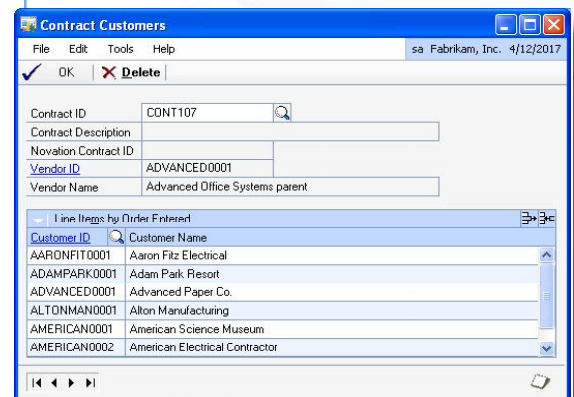 Contract Customers
File Edit Tools Help sa Fabrikam, Inc. 4/12/2017
OK Delete
Contract ID CONT107
Contract Description
Novation Contract ID
Vendor ID ADVANCED0001
Vendor Name Advanced Office Systems parent
Line Items by Order Entered
Customer ID Customer Name
AARONFIT0001 Aaron Fitz Electrical
ADAMPARK0001 Adam Park Resort
ADVANCED0001 Advanced Paper Co.
ALTONMAN0001 Alton Manufacturing
AMERICAN0001 American Science Museum
AMERICAN0002 American Electrical Contractor